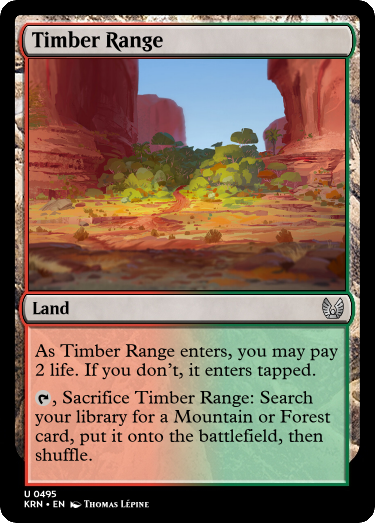 Timber Range
Land
As Timber Range enters, you may pay
2 life. If you don't, it enters tapped.
, Sacrifice Timber Range: Search
your library for a Mountain or Forest
card, put it onto the battlefield, then
shuffle.
U 0495
KRN • EN Thomas Lépine